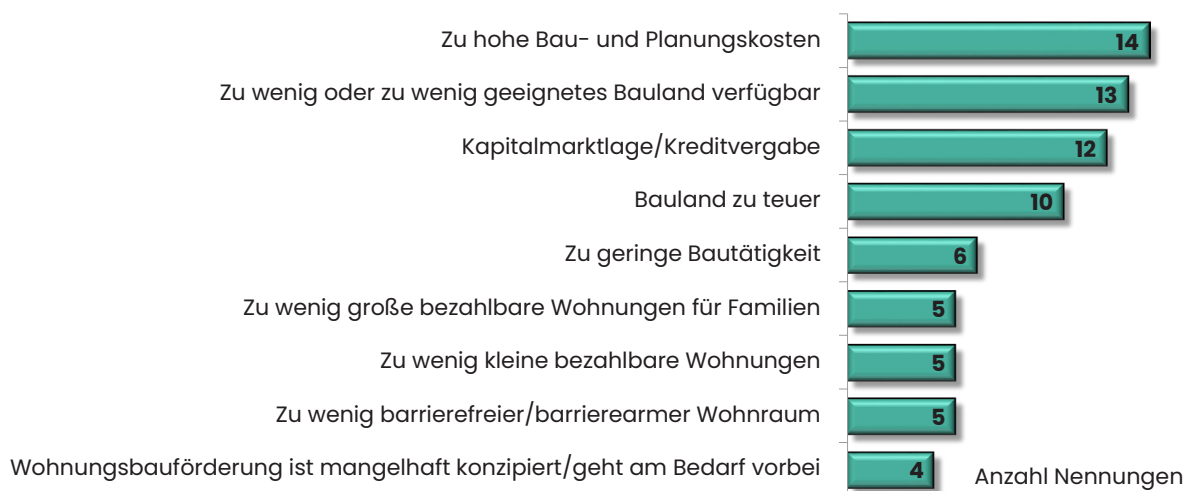 Zu hohe Bau- und Planungskosten 14
Zu wenig oder zu wenig geeignetes Bauland verfügbar 13
Kapitalmarktlage/Kreditvergabe 12
Bauland zu teuer 10
Zu geringe Bautätigkeit 6
Zu wenig große bezahlbare Wohnungen für Familien 5
Zu wenig kleine bezahlbare Wohnungen 5
Zu wenig barrierefreier/barrierearmer Wohnraum 5
Wohnungsbauförderung ist mangelhaft konzipiert/geht am Bedarf vorbei 4 Anzahl Nennungen